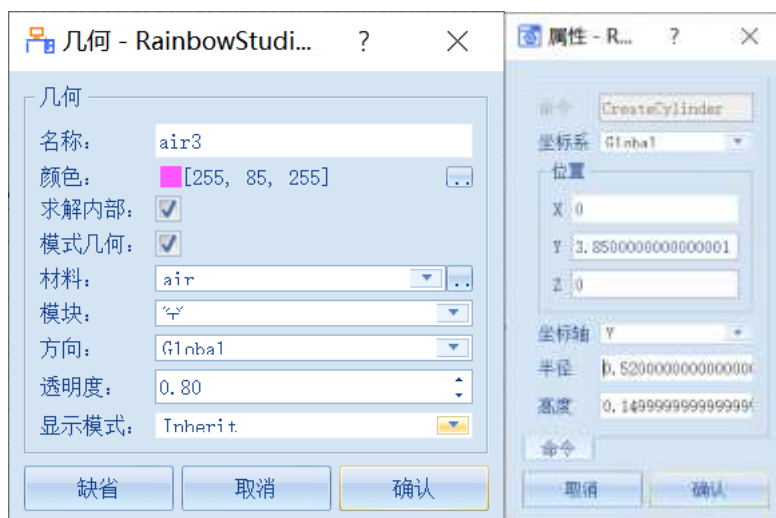 几何 - RainbowStudi... ?
几何
名称: air3
颜色: [255, 85, 255] ..
求解内部:
模式几何:
材料: air ..
模块: 空
方向: Global
透明度: 0.80
显示模式: Inherit
缺省 取消 确认
属性 - R... ?
命令 CreateCylinder
坐标系 Global
位置
X 0
Y 3.8500000000000001
Z 0
坐标轴 Y
半径 0.520000000000000
高度 0.149999999999999
命令
取消 确认